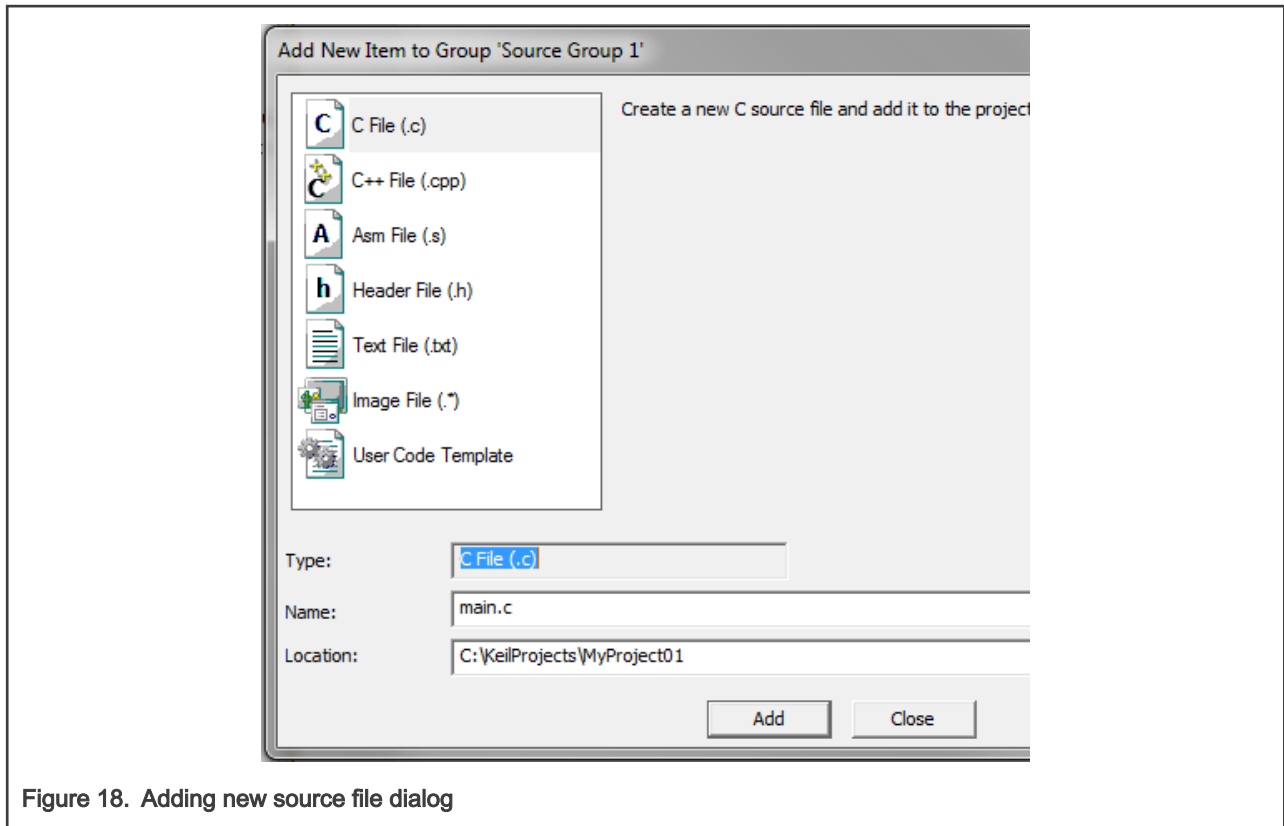 Add New Item to Group 'Source Group 1'
C File (.c)
C++ File (.cpp)
Asm File (.s)
Header File (.h)
Text File (.txt)
Image File (.*)
User Code Template
Create a new C source file and add it to the project
Type:
C File (.c)
Name:
main.c
Location:
C:\KeilProjects\MyProject01
Add
Close
Figure 18. Adding new source file dialog